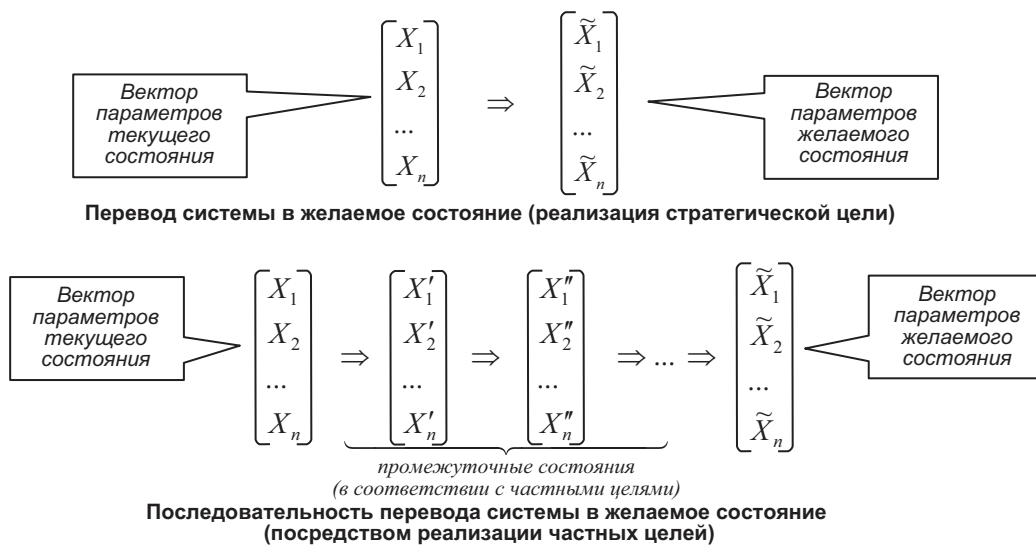 Вектор
параметров
текущего
состояния
X₁
X₂
...
Xₙ
⇒
X̃₁
X̃₂
...
X̃ₙ
Вектор
параметров
желаемого
состояния
Перевод системы в желаемое состояние (реализация стратегической цели)
Вектор
параметров
текущего
состояния
X₁
X₂
...
Xₙ
⇒
X′₁
X′₂
...
X′ₙ
⇒
X″₁
X″₂
...
X″ₙ
⇒ ... ⇒
X̃₁
X̃₂
...
X̃ₙ
Вектор
параметров
желаемого
состояния
промежуточные состояния
(в соответствии с частными целями)
Последовательность перевода системы в желаемое состояние
(посредством реализации частных целей)